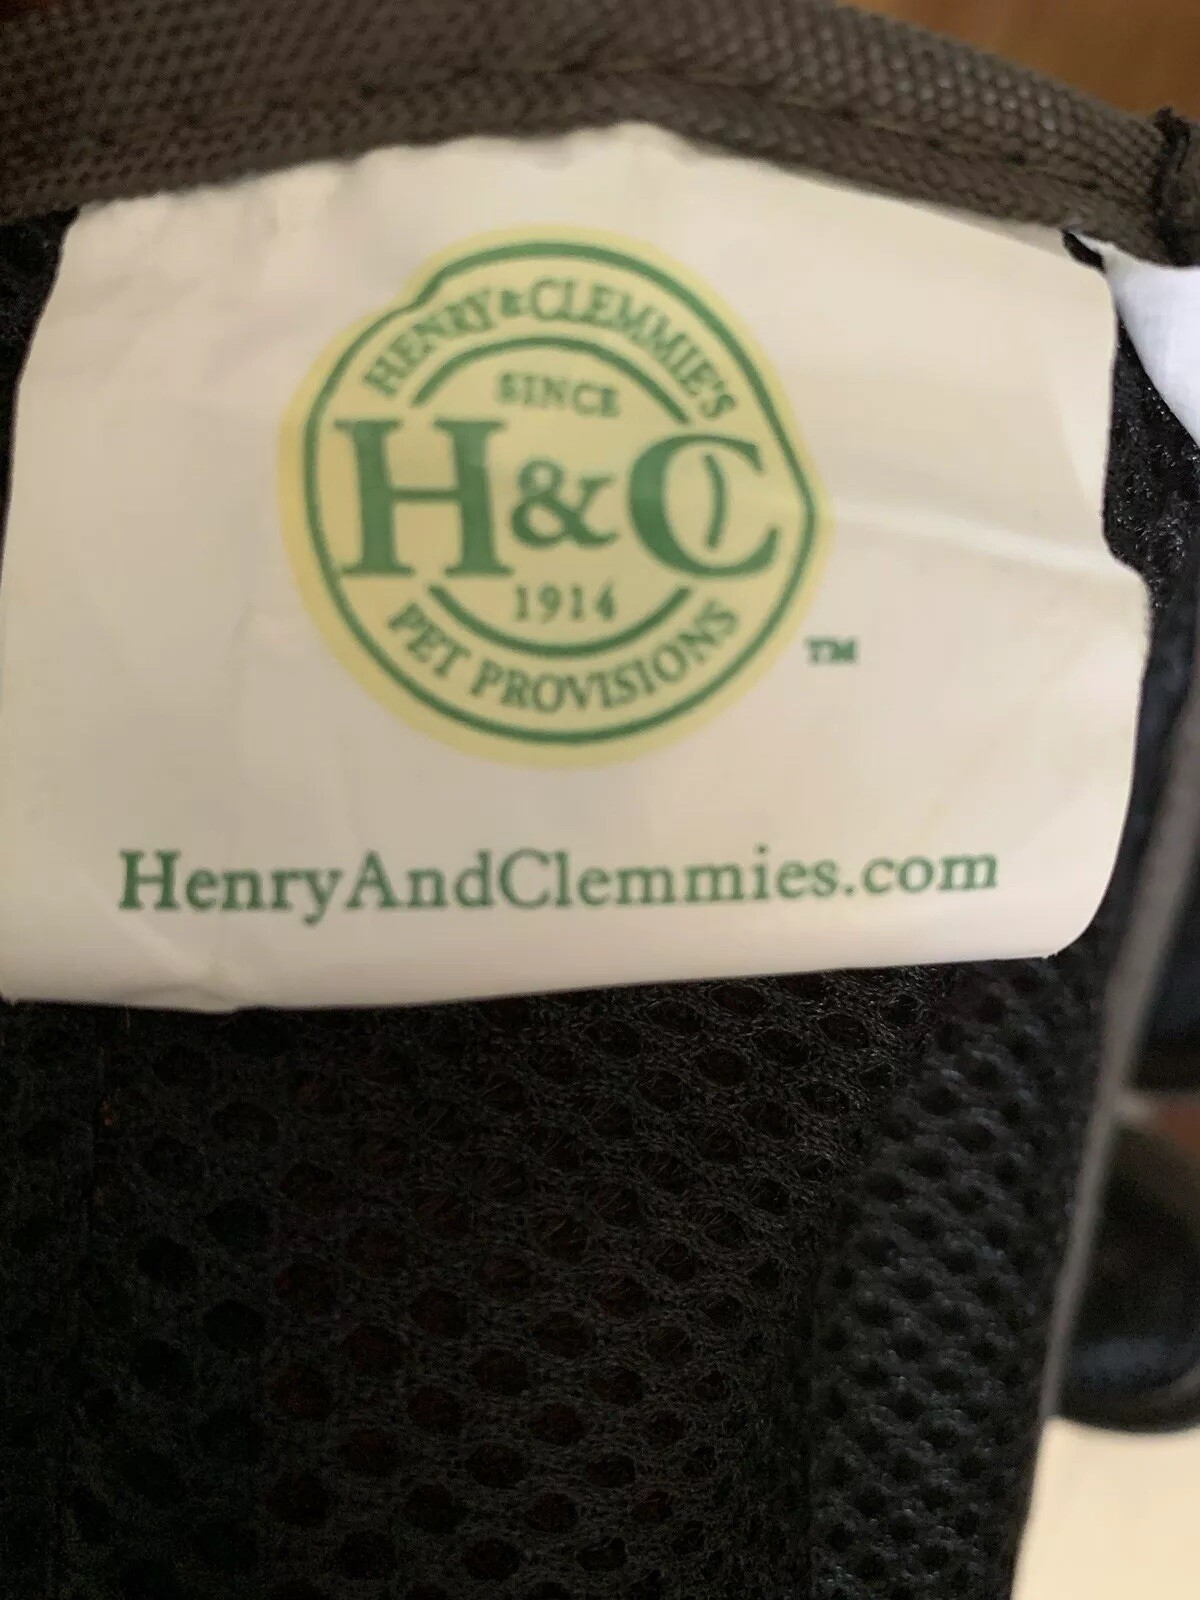 HENRY & CLEMMIE'S
SINCE
H&C
1914
PET PROVISIONS
TM
HenryAndClemmies.com